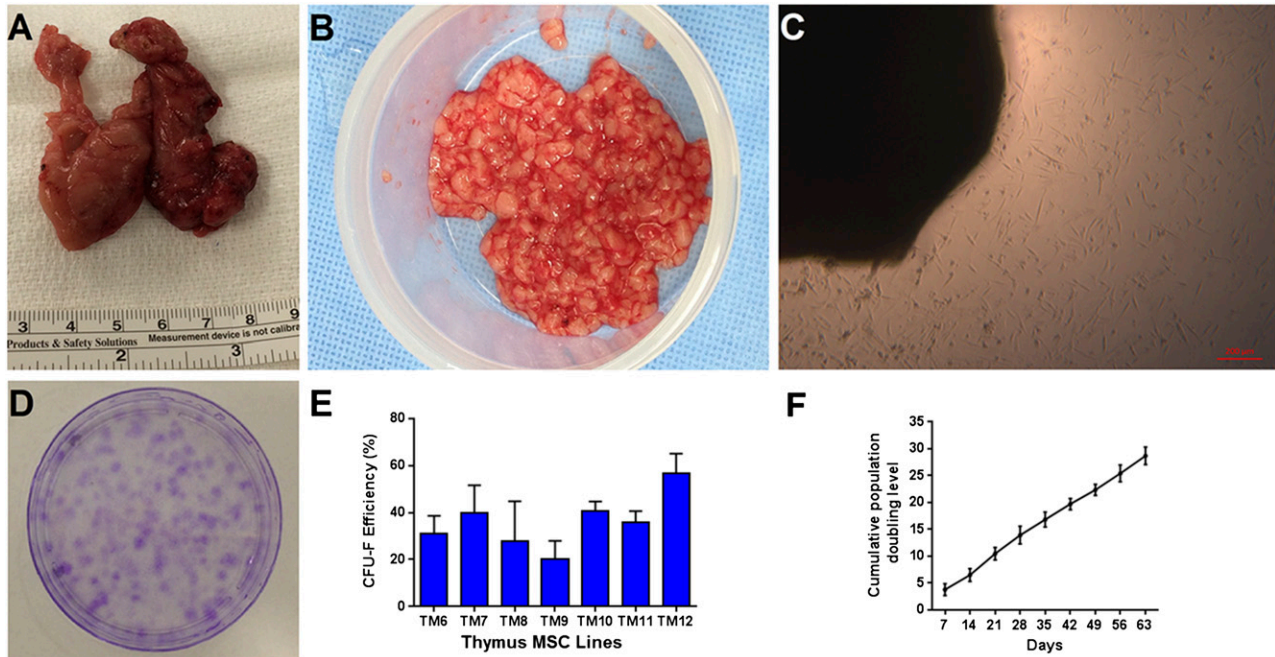 A
B
C
3 4 5 6 7 8 9
Products & Safety Solutions Measurement device is not calibra
2 3
D
E
CFU-F Efficiency (%)
80
60
40
20
0
TM6 TM7 TM8 TM9 TM10 TM11 TM12
Thymus MSC Lines
F
Cumulative population
doubling level
35
30
25
20
15
10
5
0
7 14 21 28 35 42 49 56 63
Days